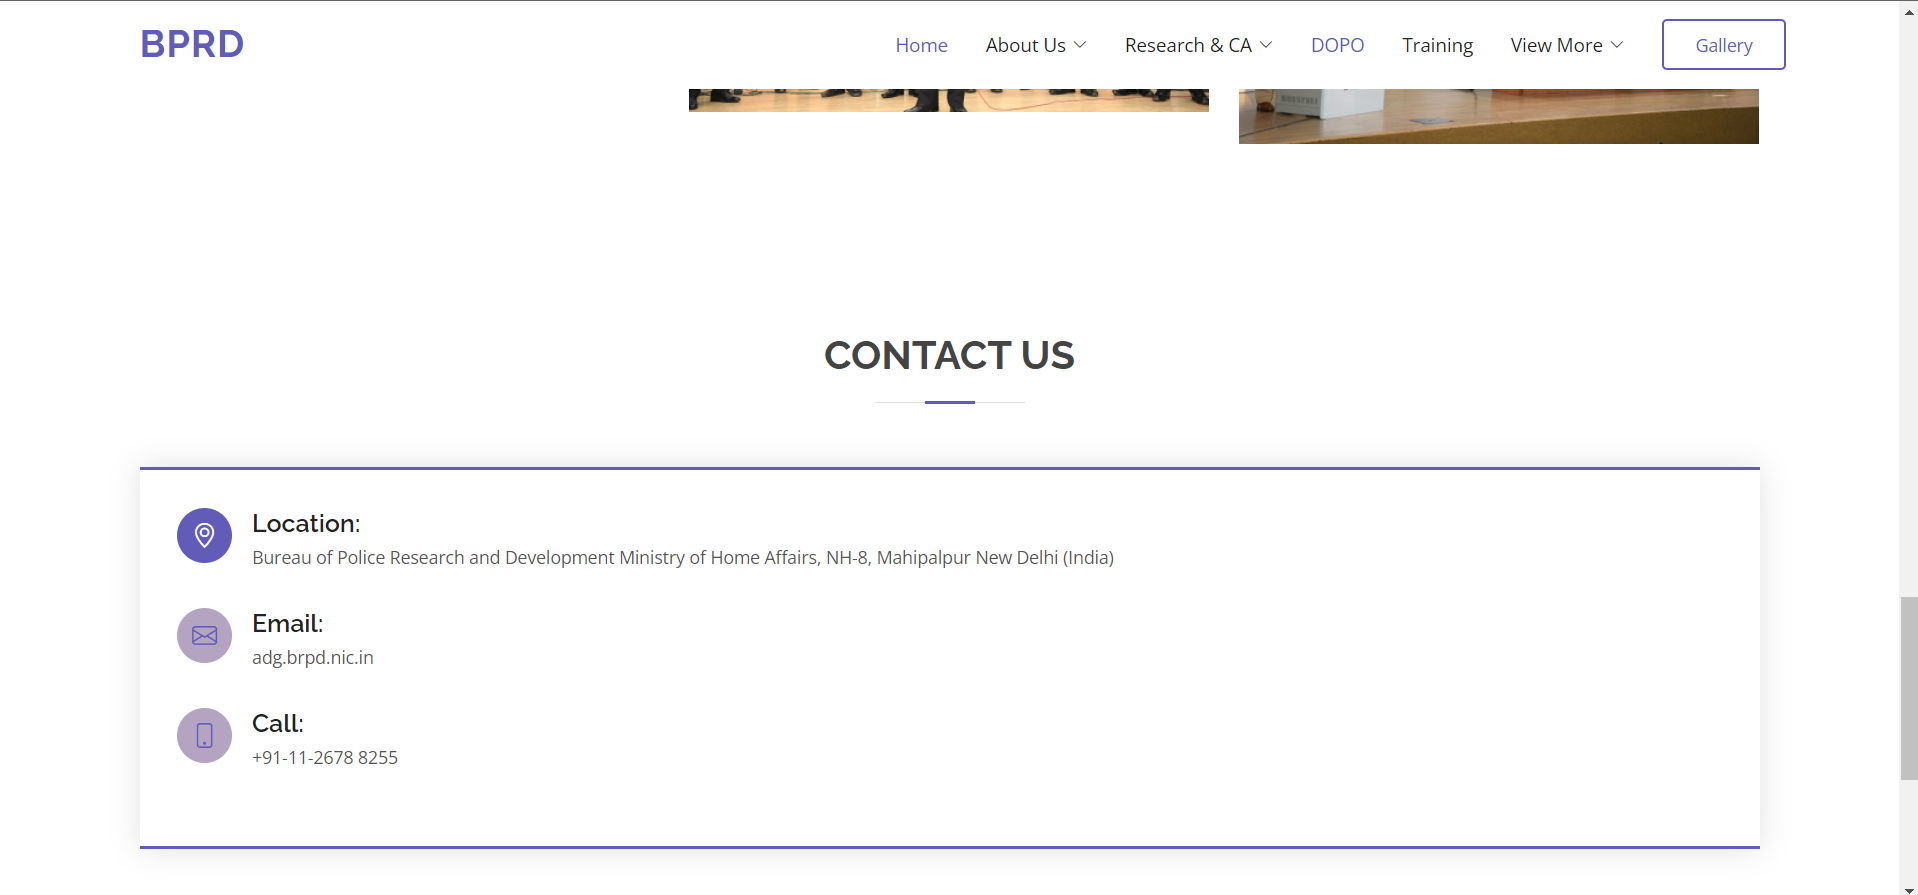 BPRD
Home About Us Research & CA DOPO Training View More Gallery
CONTACT US
Location:
Bureau of Police Research and Development Ministry of Home Affairs, NH-8, Mahipalpur New Delhi (India)
Email:
adg.brpd.nic.in
Call:
+91-11-2678 8255